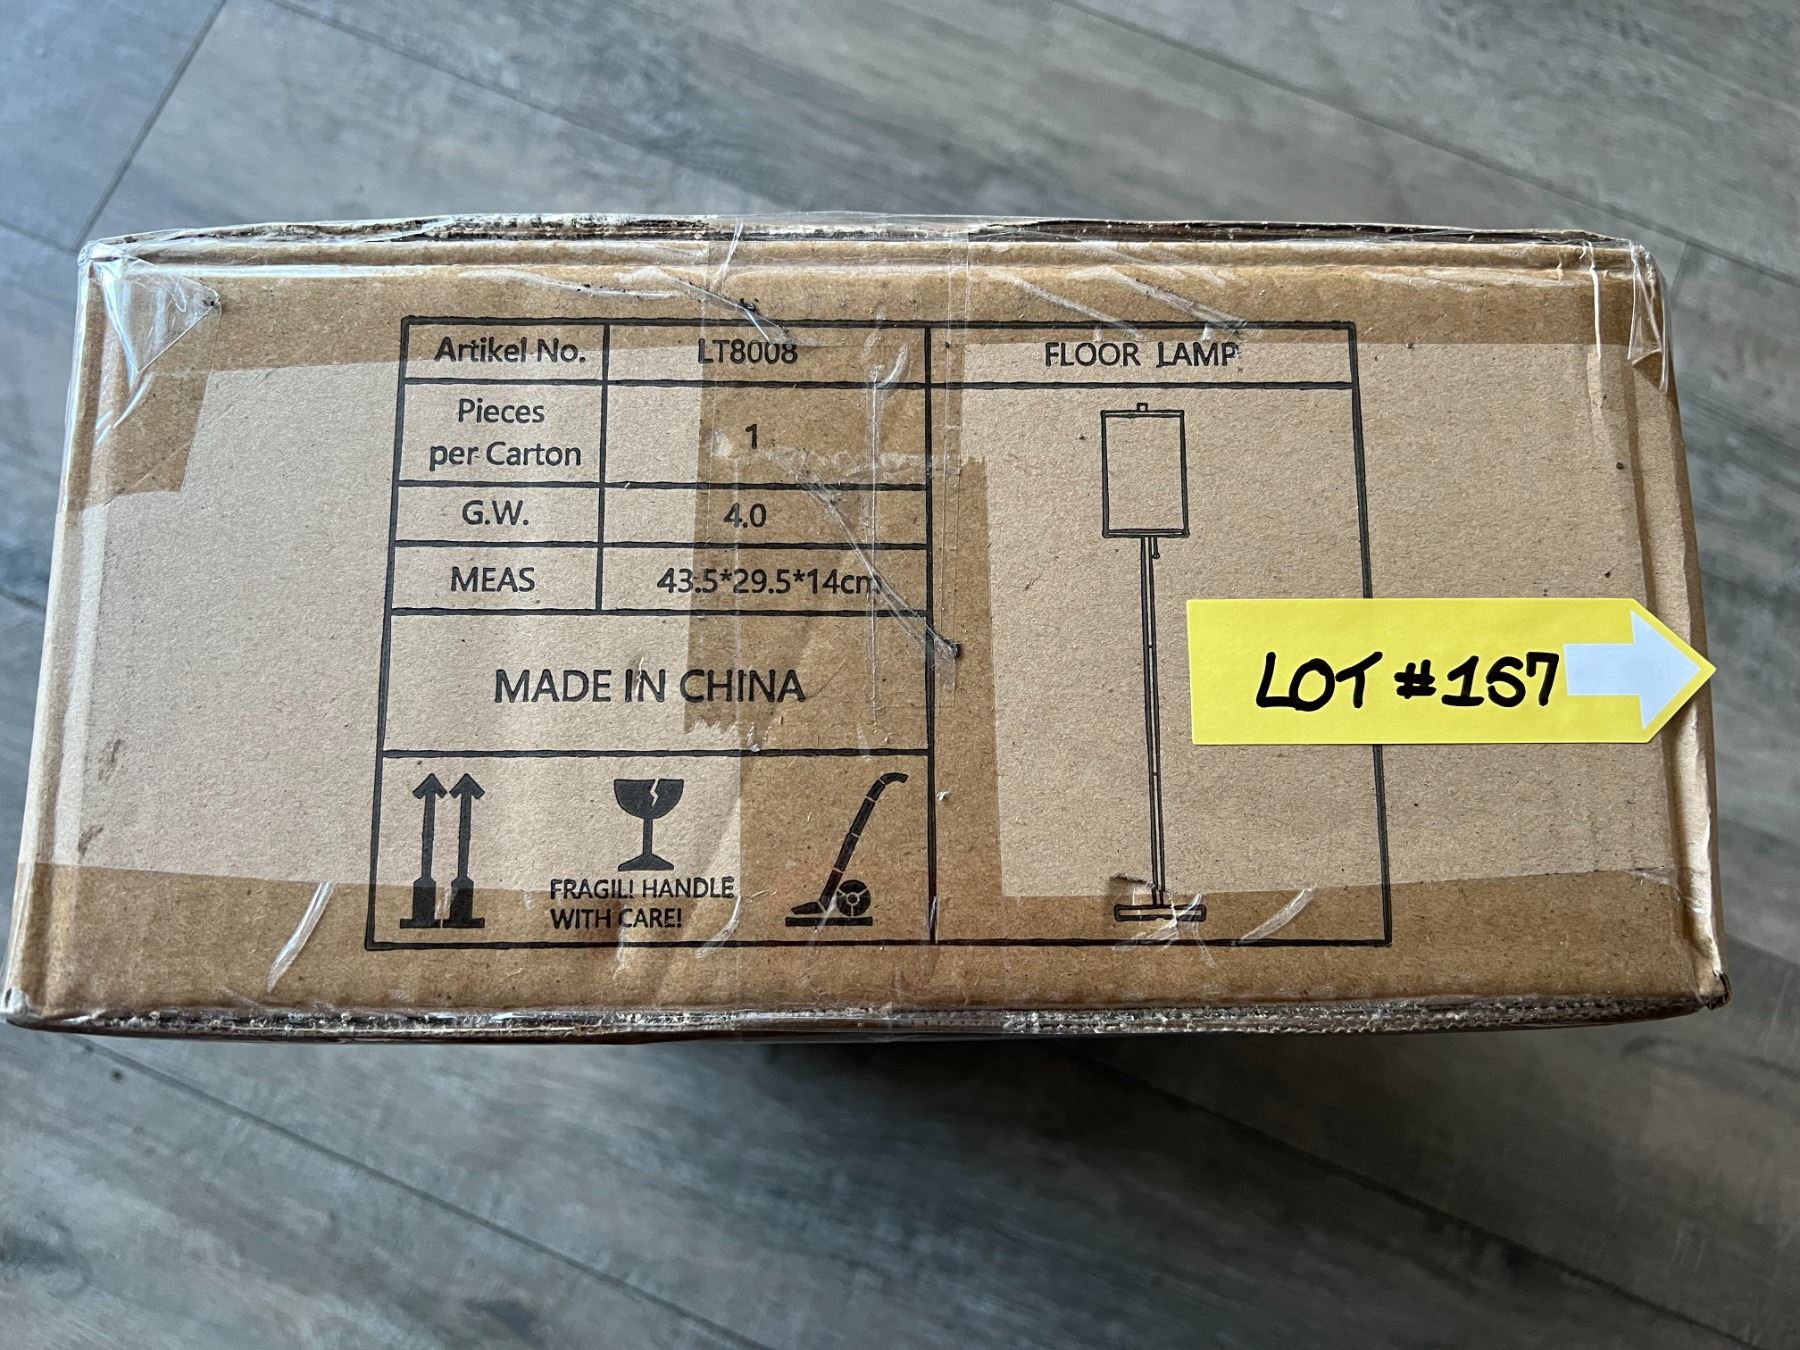 Artikel No. LT8008 FLOOR LAMP
Pieces
per Carton 1
G.W. 4.0
MEAS 43.5*29.5*14cm
MADE IN CHINA
LOT #157
FRAGIL! HANDLE
WITH CARE!